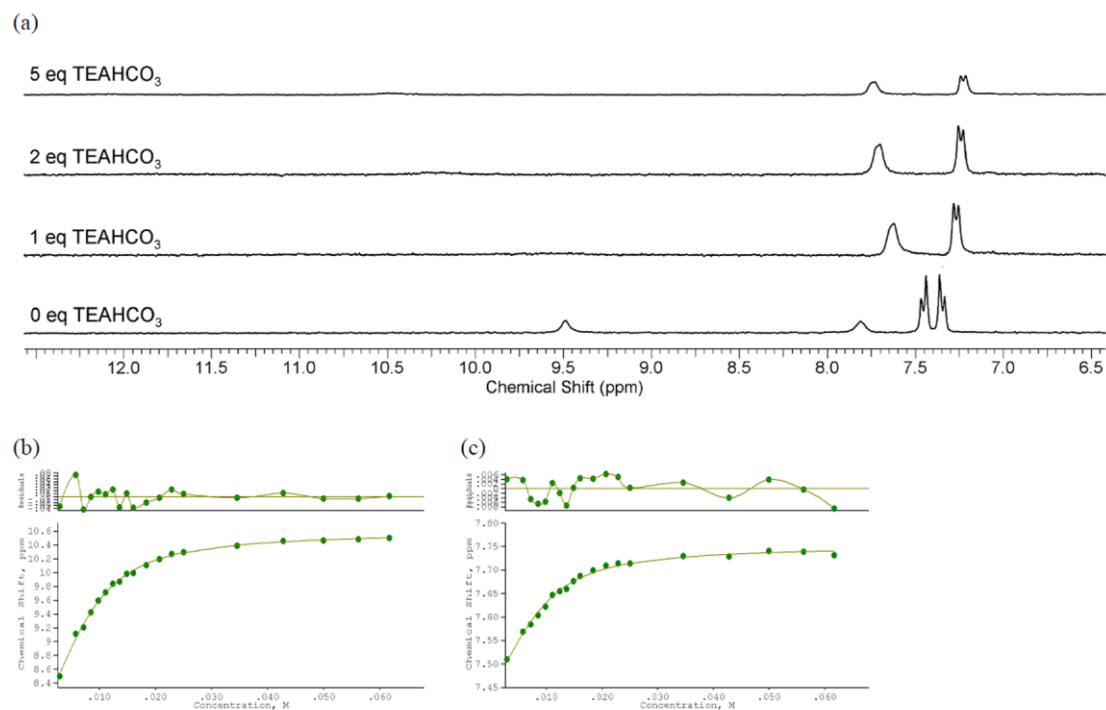 (a)
5 eq TEAHCO₃
2 eq TEAHCO₃
1 eq TEAHCO₃
0 eq TEAHCO₃
12.0 11.5 11.0 10.5 10.0 9.5 9.0 8.5 8.0 7.5 7.0 6.5
Chemical Shift (ppm)
(b)
Residuals
Chemical Shift, ppm
10.6
10.4
10.2
10
9.8
9.6
9.4
9.2
9
8.8
8.6
8.4
.010 .020 .030 .040 .050 .060
Concentration, M
(c)
Residuals
.006
Chemical Shift, ppm
7.80
7.75
7.70
7.65
7.60
7.55
7.50
7.45
.010 .020 .030 .040 .050 .060
Concentration, M